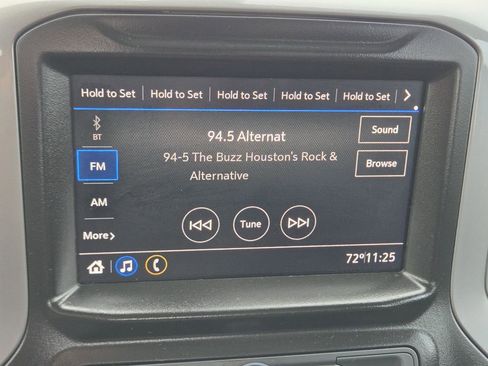 Hold to Set Hold to Set Hold to Set Hold to Set Hold to Set >
BT
94.5 Alternat
Sound
FM
94-5 The Buzz Houston's Rock &
Alternative
Browse
AM
Tune
More >
72° 11:25